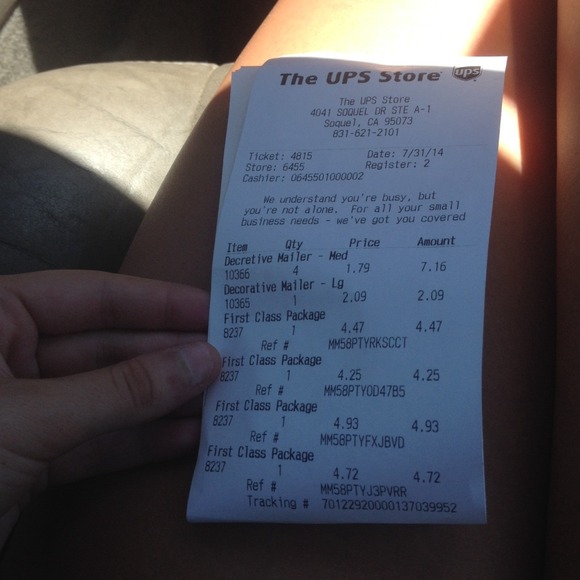 The UPS Store ups
The UPS Store
4041 SOQUEL DR STE A-1
Soquel, CA 95073
831-621-2101
Ticket: 4815 Date: 7/31/14
Store: 6455 Register: 2
Cashier: 0645501000002
We understand you're busy, but
you're not alone. For all your small
business needs - we've got you covered
Item Qty Price Amount
Decretive Mailer - Med
10366 4 1.79 7.16
Decorative Mailer - Lg
10365 1 2.09 2.09
First Class Package
8237 1 4.47 4.47
Ref # MM58PTYRKSCCT
First Class Package
8237 1 4.25 4.25
Ref # MM58PTYOD47B5
First Class Package
8237 1 4.93 4.93
Ref # MM58PTYFXJBVD
First Class Package
8237 1 4.72 4.72
Ref # MM58PTYJ3PVRR
Tracking # 70122920000137039952